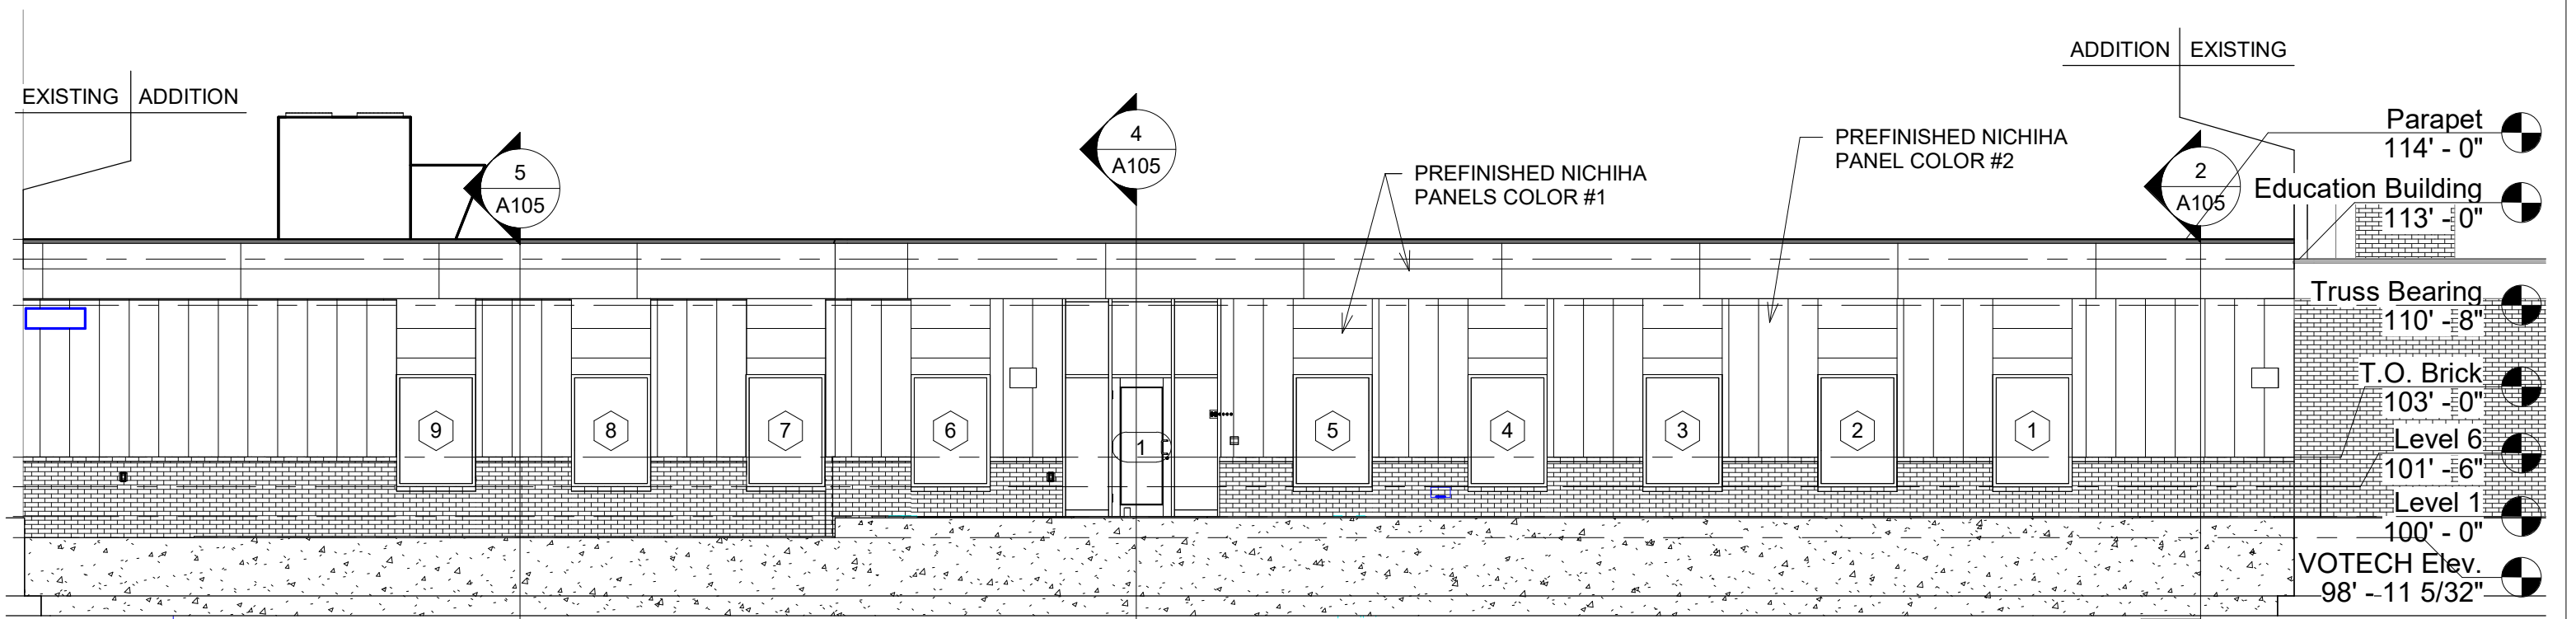 ADDITION EXISTING
EXISTING ADDITION
Parapet
114' - 0"
4
A105
PREFINISHED NICHIHA
PANEL COLOR #2
5
A105
PREFINISHED NICHIHA
PANELS COLOR #1
2
A105
Education Building
113' - 0"
Truss Bearing
110' - 8"
T.O. Brick
103' - 0"
9
8
7
6
1
5
4
3
2
1
Level 6
101' - 6"
Level 1
100' - 0"
VOTECH Elev.
98' - 11 5/32"